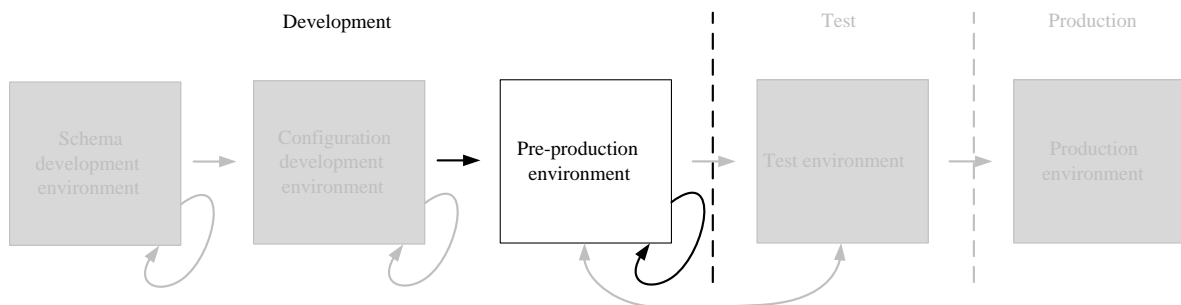 Development
Test
Production
Schema
development
environment
Configuration
development
environment
Pre-production
environment
Test environment
Production
environment